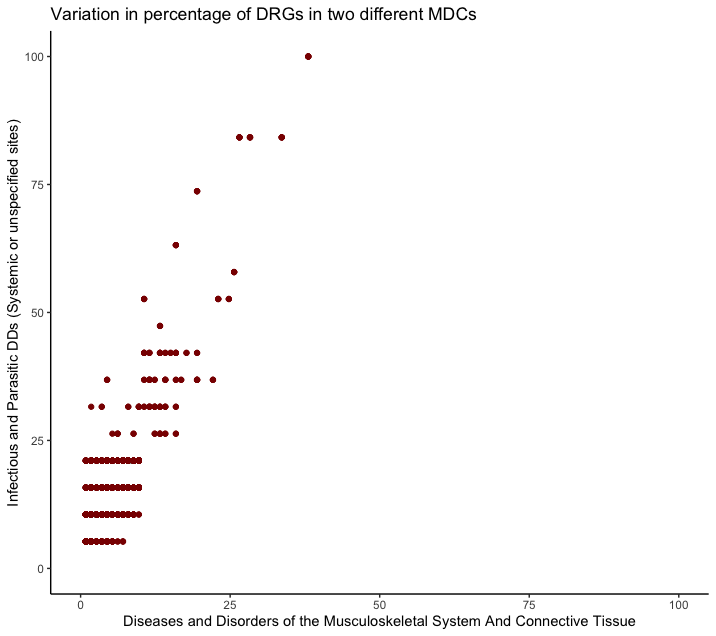 Variation in percentage of DRGs in two different MDCs
Infectious and Parasitic DDs (Systemic or unspecified sites)
100
75
50
25
0
0 25 50 75 100
Diseases and Disorders of the Musculoskeletal System And Connective Tissue